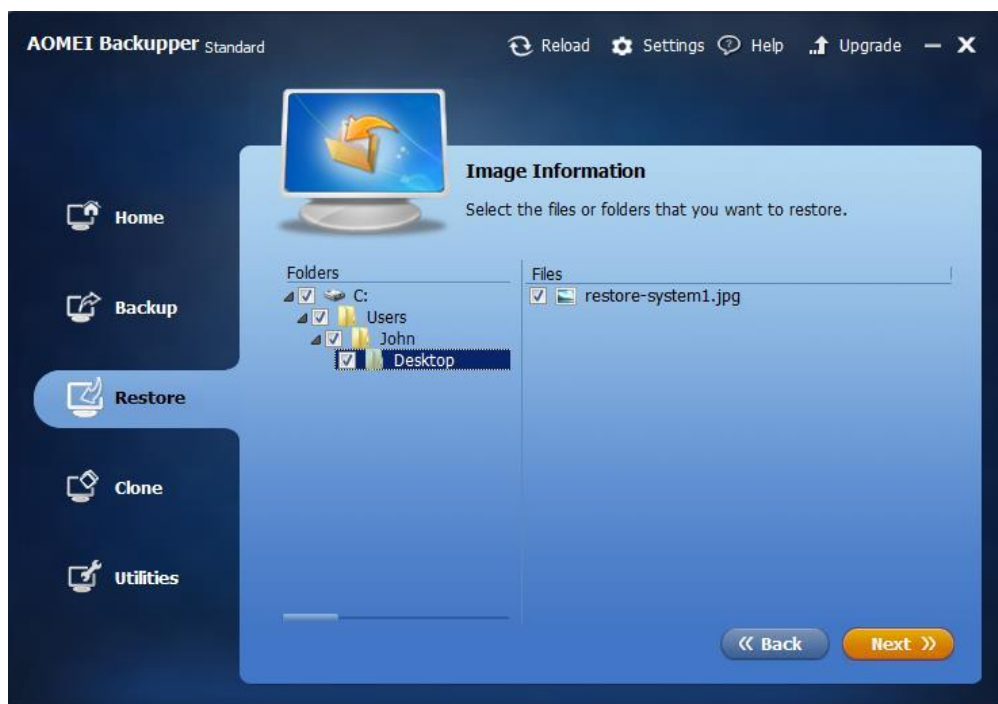 AOMEI Backupper Standard
Reload Settings Help Upgrade
Image Information
Select the files or folders that you want to restore.
Home
Backup
Restore
Clone
Utilities
Folders
C:
Users
John
Desktop
Files
restore-system1.jpg
Back Next